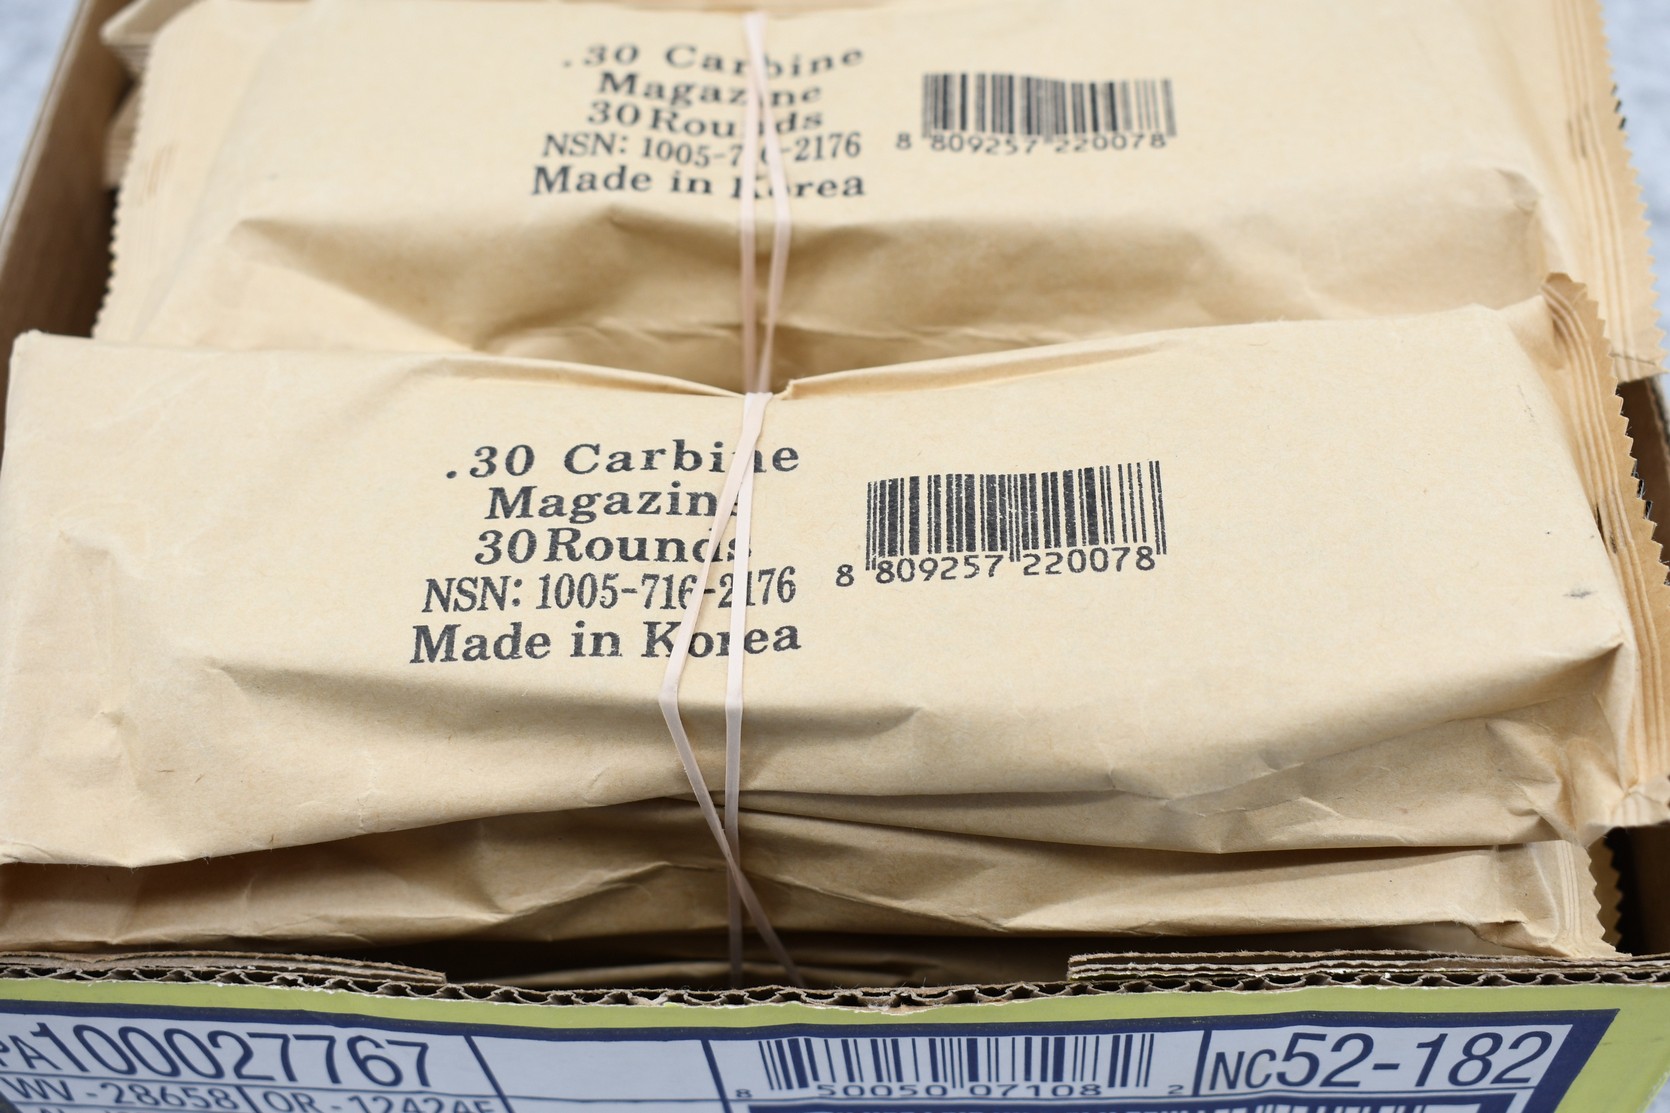 .30 Carbine
Magazine
30 Rounds
NSN: 1005-716-2176
Made in Korea
8 809257 220078
.30 Carbine
Magazine
30 Rounds
NSN: 1005-716-2176
Made in Korea
8 809257 220078
PA100027767
WV-28658
8 50050 07108 2
NC52-182